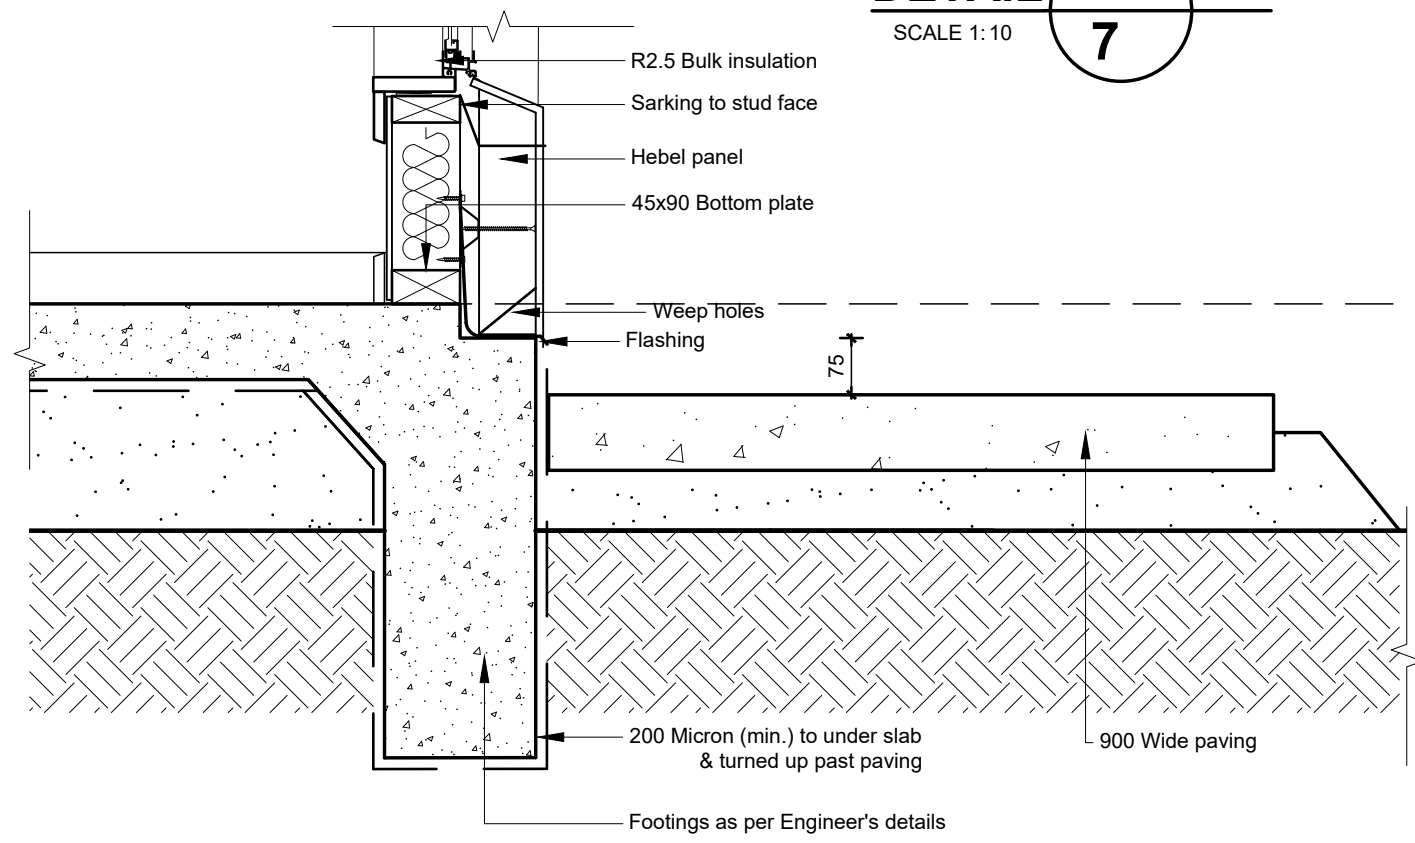 DETAIL
SCALE 1:10
7
R2.5 Bulk insulation
Sarking to stud face
Hebel panel
45x90 Bottom plate
Weep holes
Flashing
75
200 Micron (min.) to under slab
& turned up past paving
900 Wide paving
Footings as per Engineer's details